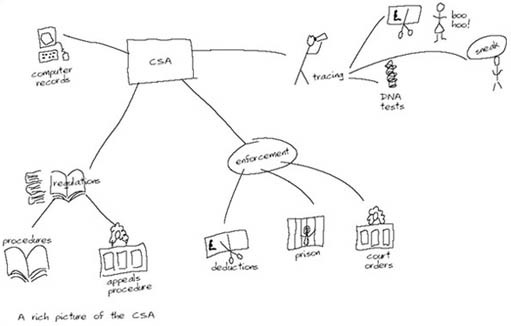 computer
records
CSA
tracing
£
boo
hoo!
sneak
DNA
tests
regulations
enforcement
procedures
appeals
procedure
£
deductions
prison
court
orders
A rich picture of the CSA